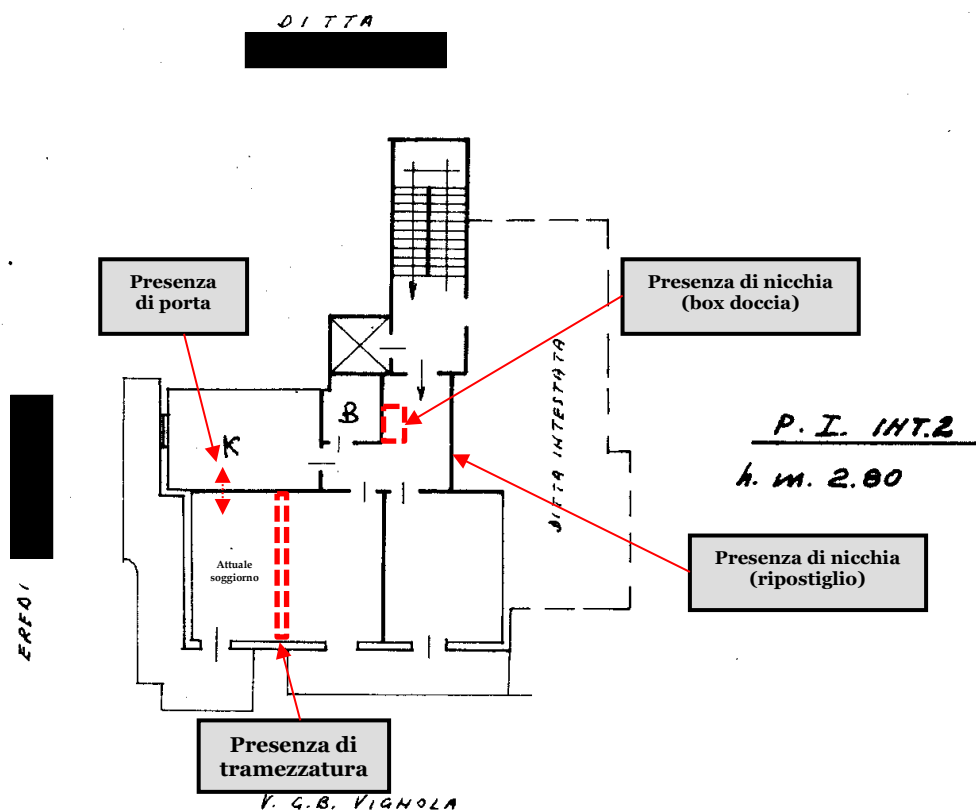 DITTA
Presenza
di porta
Presenza di nicchia
(box doccia)
DITTA INTESTATA
B
K
P. I. INT.2
h. m. 2.80
Attuale
soggiorno
Presenza di nicchia
(ripostiglio)
EREDI
Presenza di
tramezzatura
V. G.B. VIGNOLA